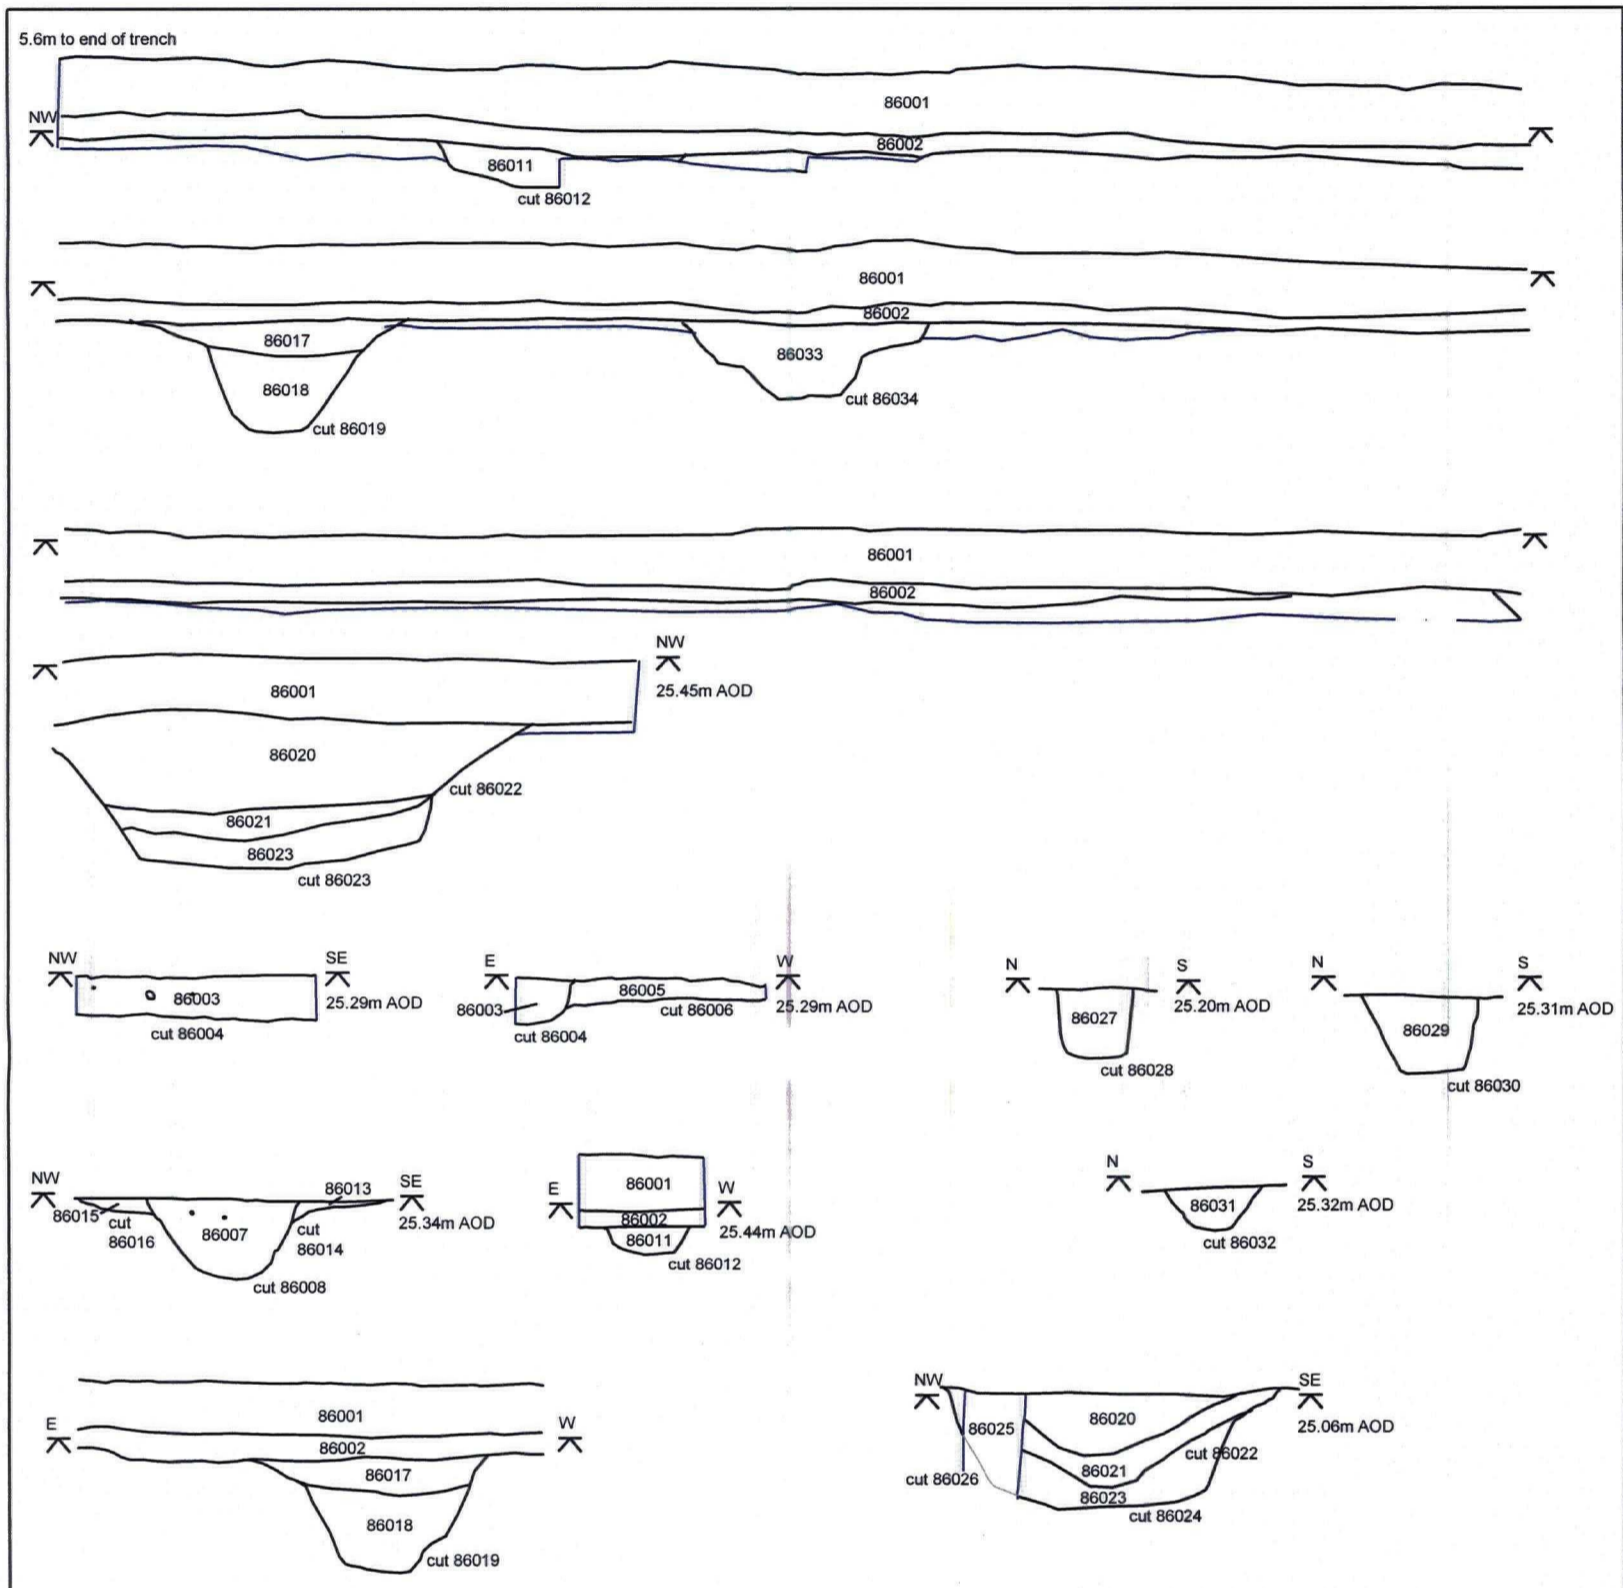 5.6m to end of trench
86001
NW
86002
86011
cut 86012
86001
86002
86017
86033
86018
cut 86034
cut 86019
86001
86002
NW
86001
25.45m AOD
86020
cut 86022
86021
86023
cut 86023
NW
SE
86003
25.29m AOD
cut 86004
E
W
86005
86003
25.29m AOD
cut 86006
cut 86004
N
S
25.20m AOD
86027
cut 86028
N
S
25.31m AOD
86029
cut 86030
NW
SE
86013
86015
cut
86016
86007
cut
86014
25.34m AOD
cut 86008
E
W
86001
86002
25.44m AOD
86011
cut 86012
N
S
86031
25.32m AOD
cut 86032
E
W
86001
86002
86017
86018
cut 86019
NW
SE
86025
86020
25.06m AOD
cut 86022
86021
cut 86026
86023
cut 86024